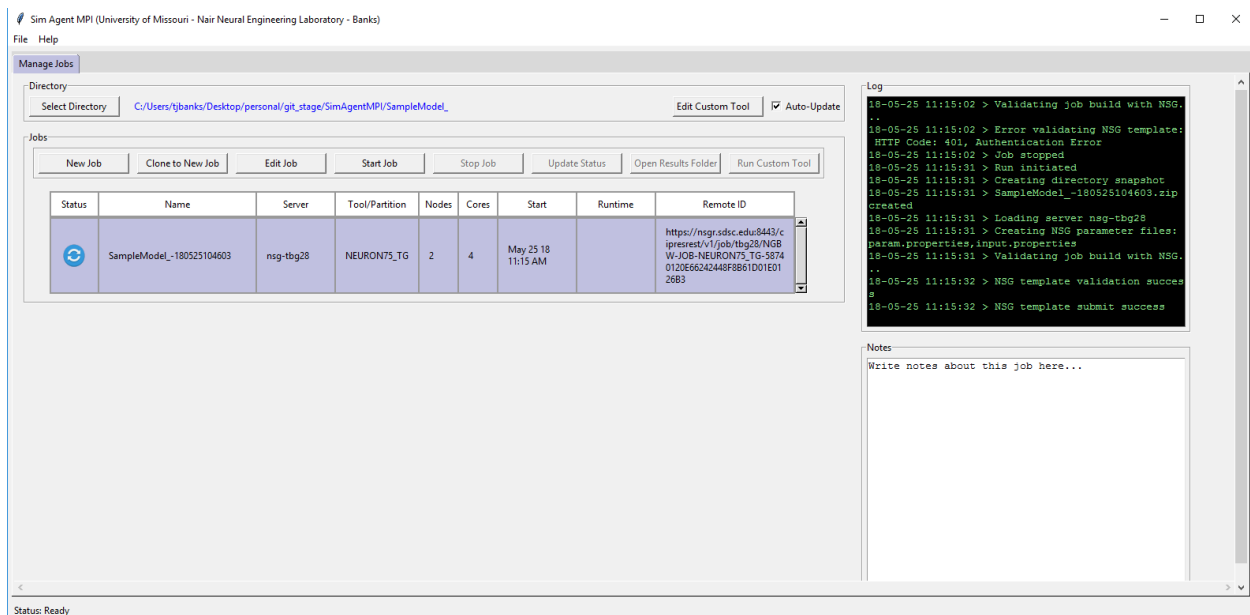 Sim Agent MPI (University of Missouri - Nair Neural Engineering Laboratory - Banks)
File Help
Manage Jobs
Directory
Select Directory C:/Users/tjbanks/Desktop/personal/git_stage/SimAgentMPI/SampleModel_ Edit Custom Tool Auto-Update
Jobs
New Job Clone to New Job Edit Job Start Job Stop Job Update Status Open Results Folder Run Custom Tool
Status Name Server Tool/Partition Nodes Cores Start Runtime Remote ID
SampleModel_-180525104603 nsg-tbg28 NEURON75_TG 2 4
May 25 18
11:15 AM
https://nsgr.sdsc.edu:8443/c
ipresrest/v1/job/tbg28/NGB
W-JOB-NEURON75_TG-5874
0120E66242448F8B61D01E01
26B3
Log
18-05-25 11:15:02 > Validating job build with NSG.
..
18-05-25 11:15:02 > Error validating NSG template:
HTTP Code: 401, Authentication Error
18-05-25 11:15:02 > Job stopped
18-05-25 11:15:31 > Run initiated
18-05-25 11:15:31 > Creating directory snapshot
18-05-25 11:15:31 > SampleModel_-180525104603.zip
created
18-05-25 11:15:31 > Loading server nsg-tbg28
18-05-25 11:15:31 > Creating NSG parameter files:
param.properties,input.properties
18-05-25 11:15:31 > Validating job build with NSG.
..
18-05-25 11:15:32 > NSG template validation succes
s
18-05-25 11:15:32 > NSG template submit success
Notes
Write notes about this job here...
Status: Ready